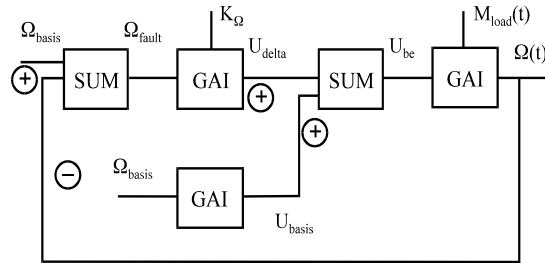 K_Ω
M_load(t)
Ω_basis
Ω_fault
U_delta
U_be
Ω(t)
+
SUM
GAI
SUM
GAI
+
+
−
Ω_basis
GAI
U_basis